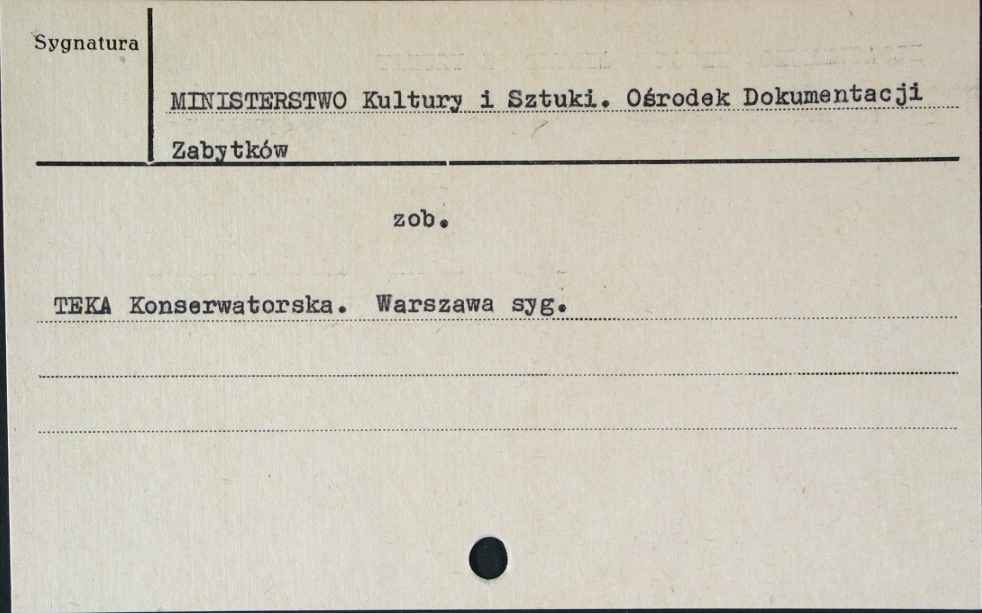 Sygnatura
MINISTERSTWO Kultury i Sztuki. Ośrodek Dokumentacji
Zabytków
zob.
TEKA Konserwatorska. Warszawa syg.